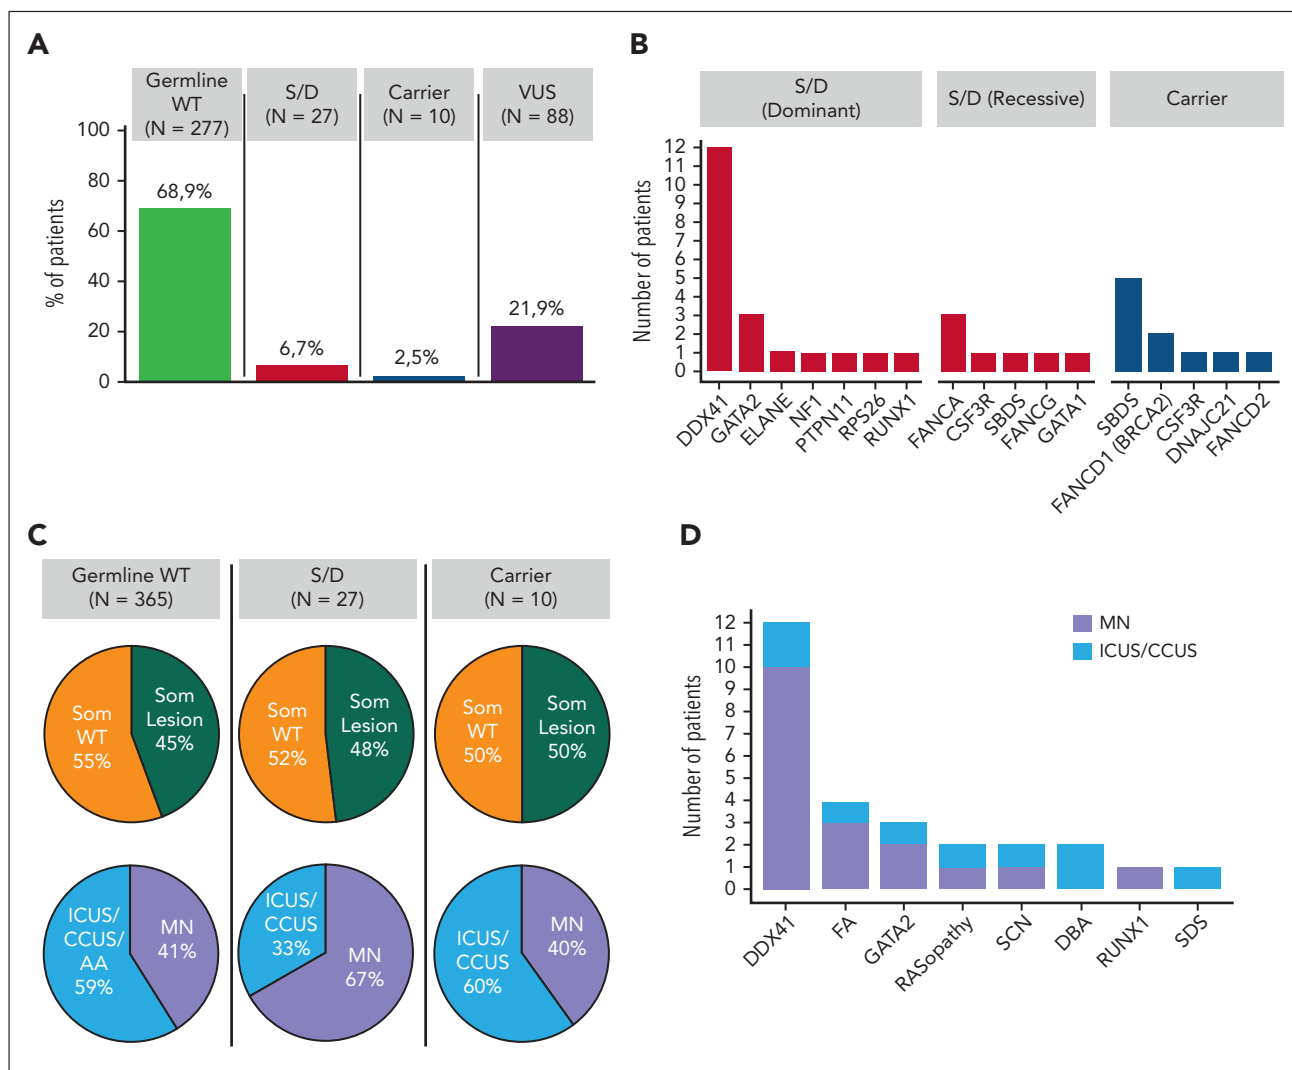 A
Germline
WT
(N = 277)
S/D
(N = 27)
Carrier
(N = 10)
VUS
(N = 88)
% of patients
100
80
60
40
20
0
68,9%
6,7%
2,5%
21,9%
B
S/D
(Dominant)
S/D (Recessive)
Carrier
Number of patients
12
11
10
9
8
7
6
5
4
3
2
1
0
DDX41
GATA2
ELANE
NF1
PTPN11
RPS26
RUNX1
FANCA
CSF3R
SBDS
FANCG
GATA1
SBDS
FANCD1 (BRCA2)
CSF3R
DNAJC21
FANCD2
C
Germline WT
(N = 365)
S/D
(N = 27)
Carrier
(N = 10)
Som
WT
55%
Som
Lesion
45%
Som
WT
52%
Som
Lesion
48%
Som
WT
50%
Som
Lesion
50%
ICUS/
CCUS/
AA
59%
MN
41%
ICUS/
CCUS
33%
MN
67%
ICUS/
CCUS
60%
MN
40%
D
MN
ICUS/CCUS
Number of patients
12
11
10
9
8
7
6
5
4
3
2
1
0
DDX41
FA
GATA2
RASopathy
SCN
DBA
RUNX1
SDS